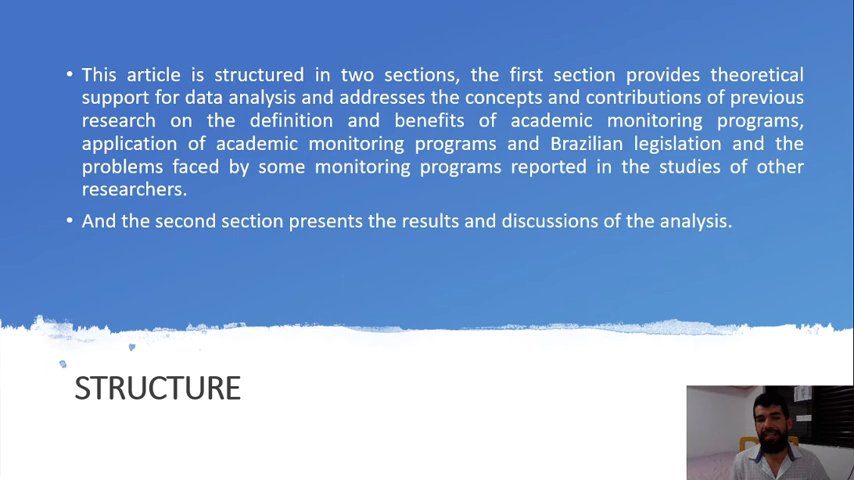 • This article is structured in two sections, the first section provides theoretical
support for data analysis and addresses the concepts and contributions of previous
research on the definition and benefits of academic monitoring programs,
application of academic monitoring programs and Brazilian legislation and the
problems faced by some monitoring programs reported in the studies of other
researchers.
• And the second section presents the results and discussions of the analysis.
STRUCTURE